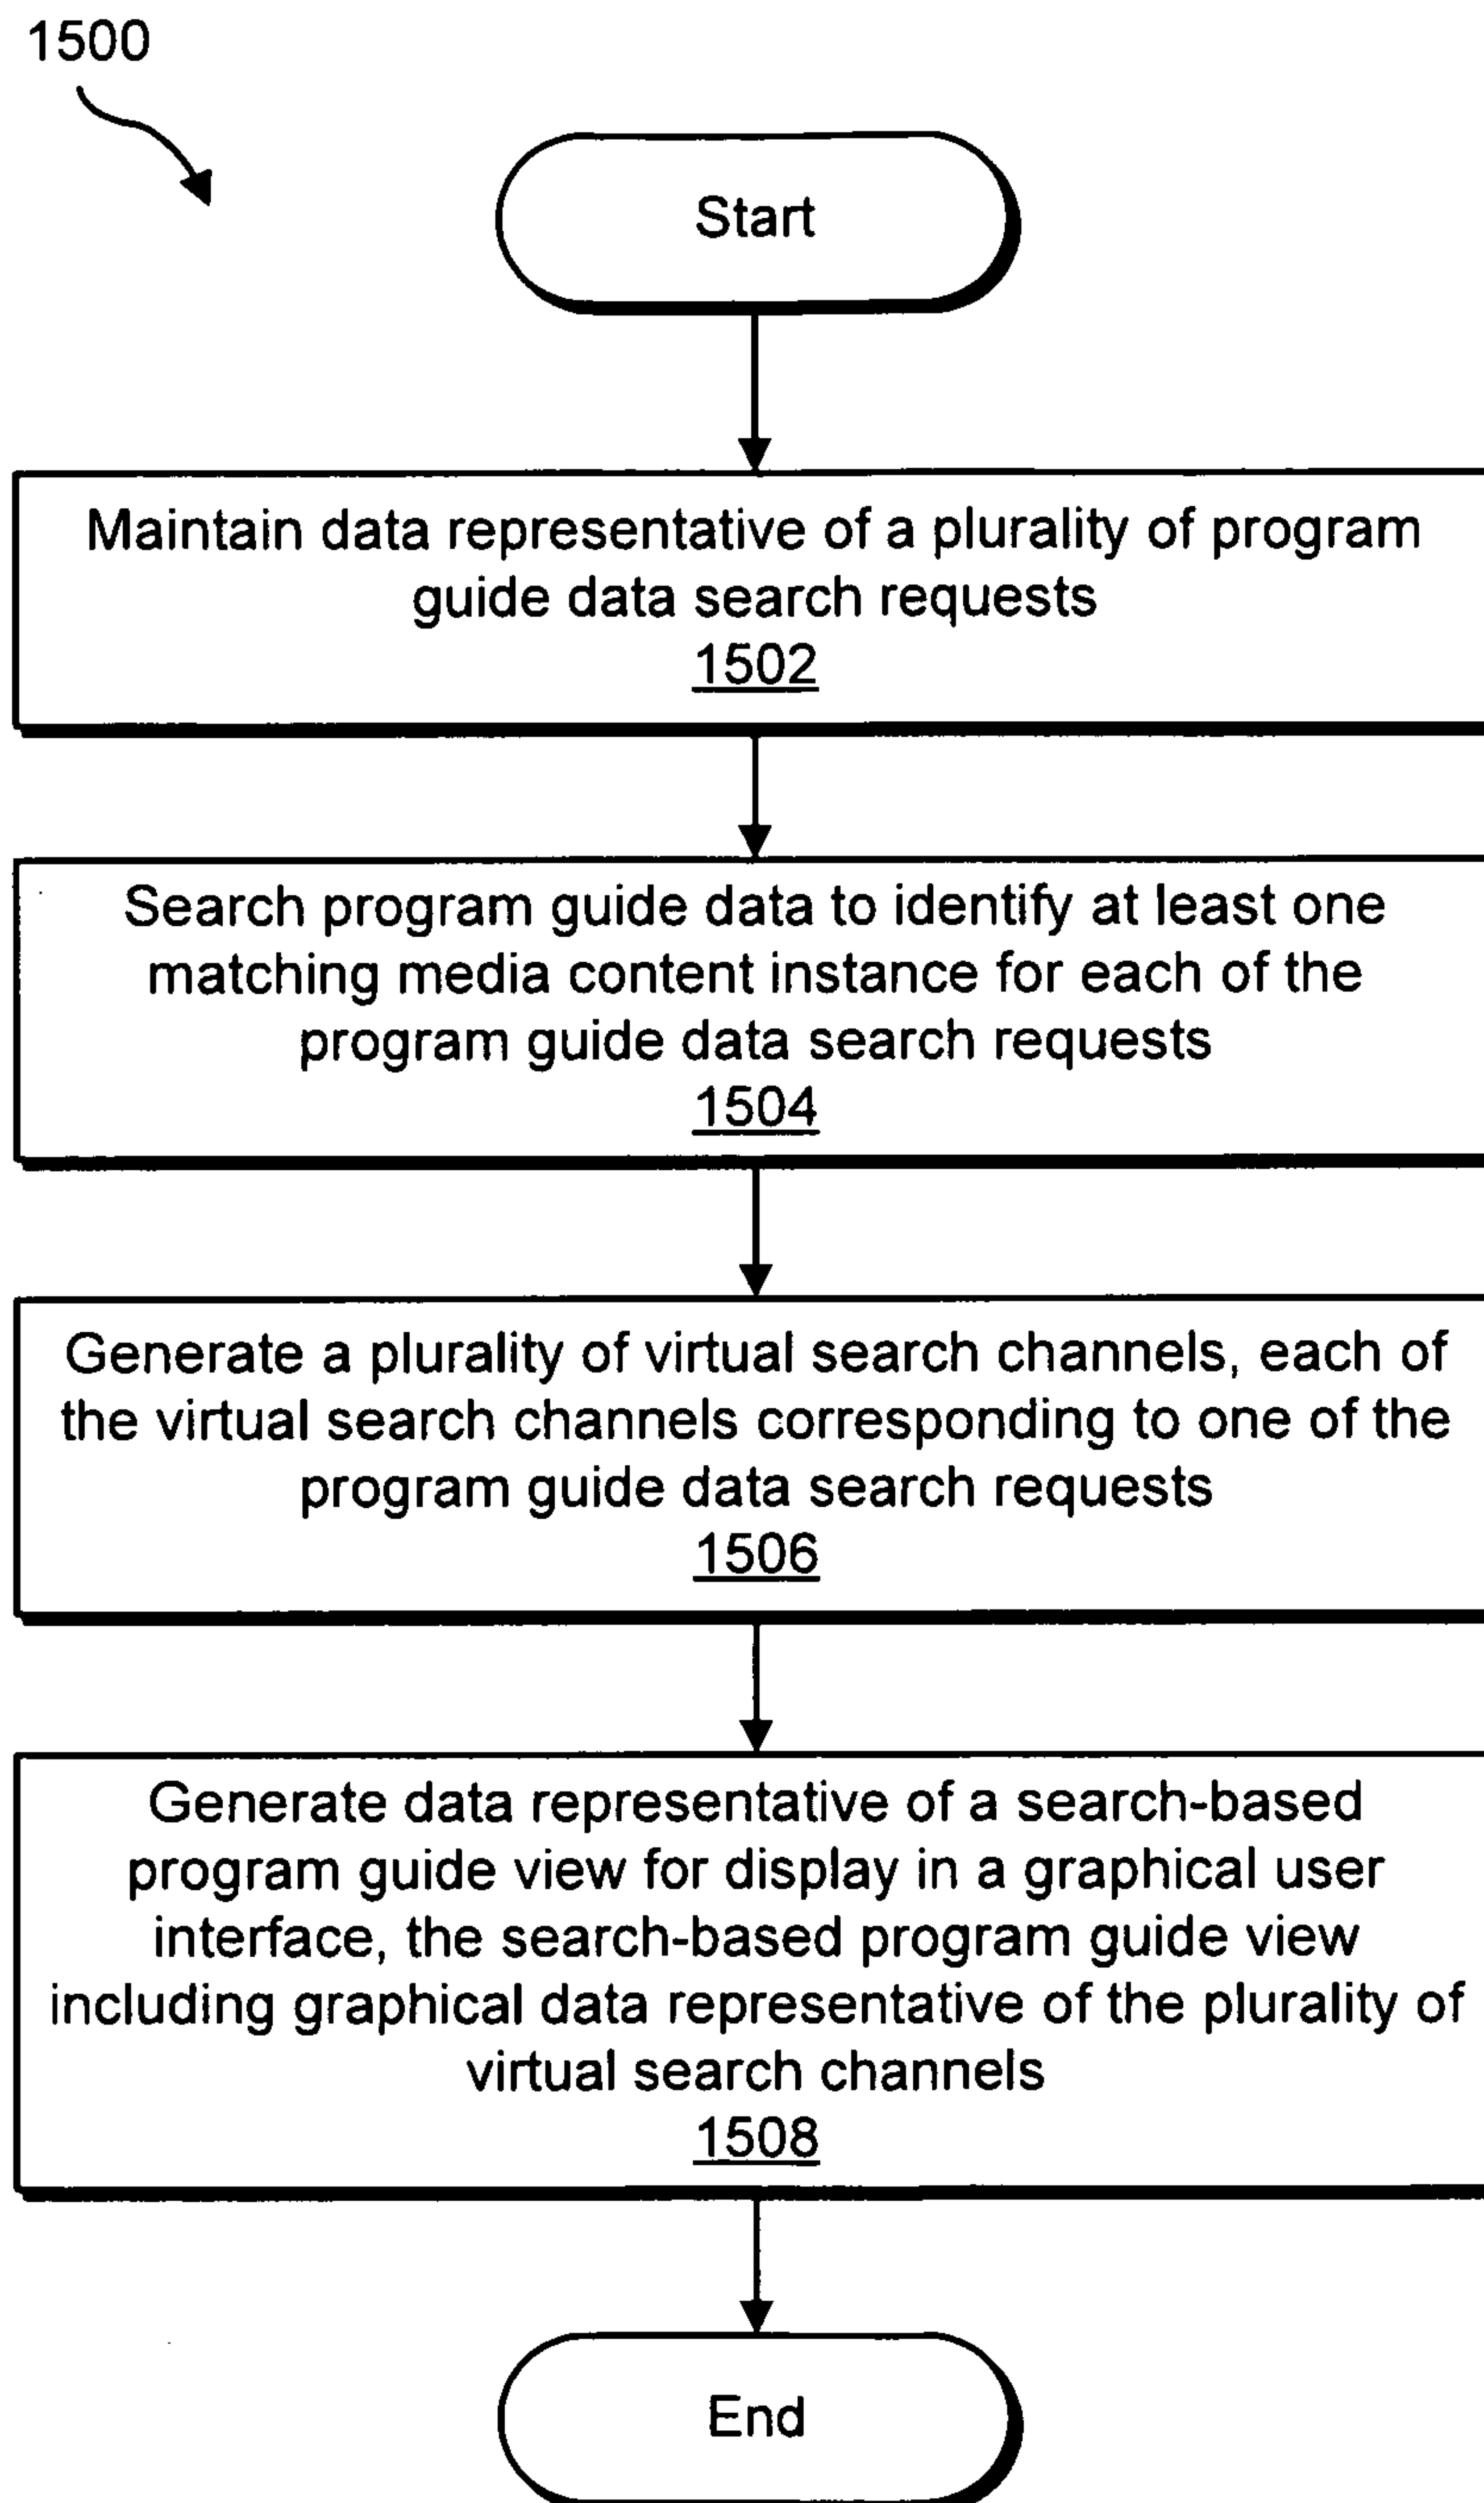 1500
Start
Maintain data representative of a plurality of program
guide data search requests
1502
Search program guide data to identify at least one
matching media content instance for each of the
program guide data search requests
1504
Generate a plurality of virtual search channels, each of
the virtual search channels corresponding to one of the
program guide data search requests
1506
Generate data representative of a search-based
program guide view for display in a graphical user
interface, the search-based program guide view
including graphical data representative of the plurality of
virtual search channels
1508
End